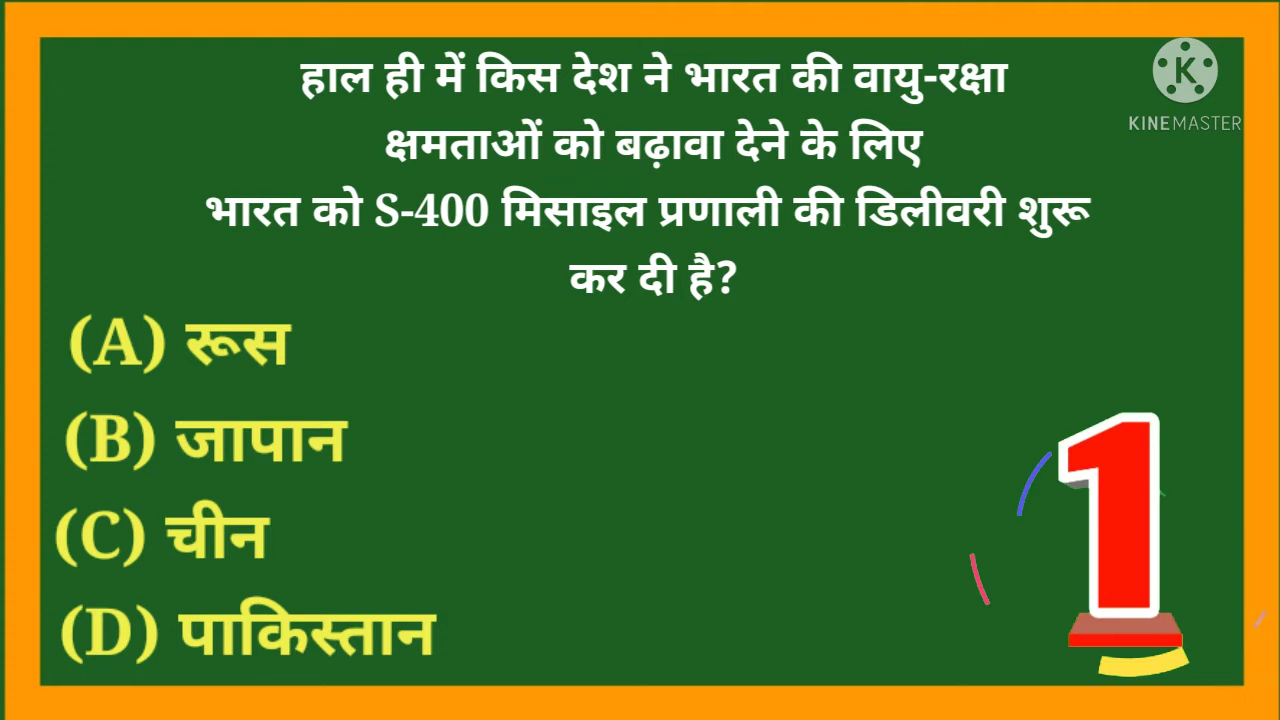 हाल ही में किस देश ने भारत की वायु-रक्षा
क्षमताओं को बढ़ावा देने के लिए
भारत को S-400 मिसाइल प्रणाली की डिलीवरी शुरू
कर दी है?
(A) रूस
(B) जापान
(C) चीन
(D) पाकिस्तान
1
K
KINEMASTER